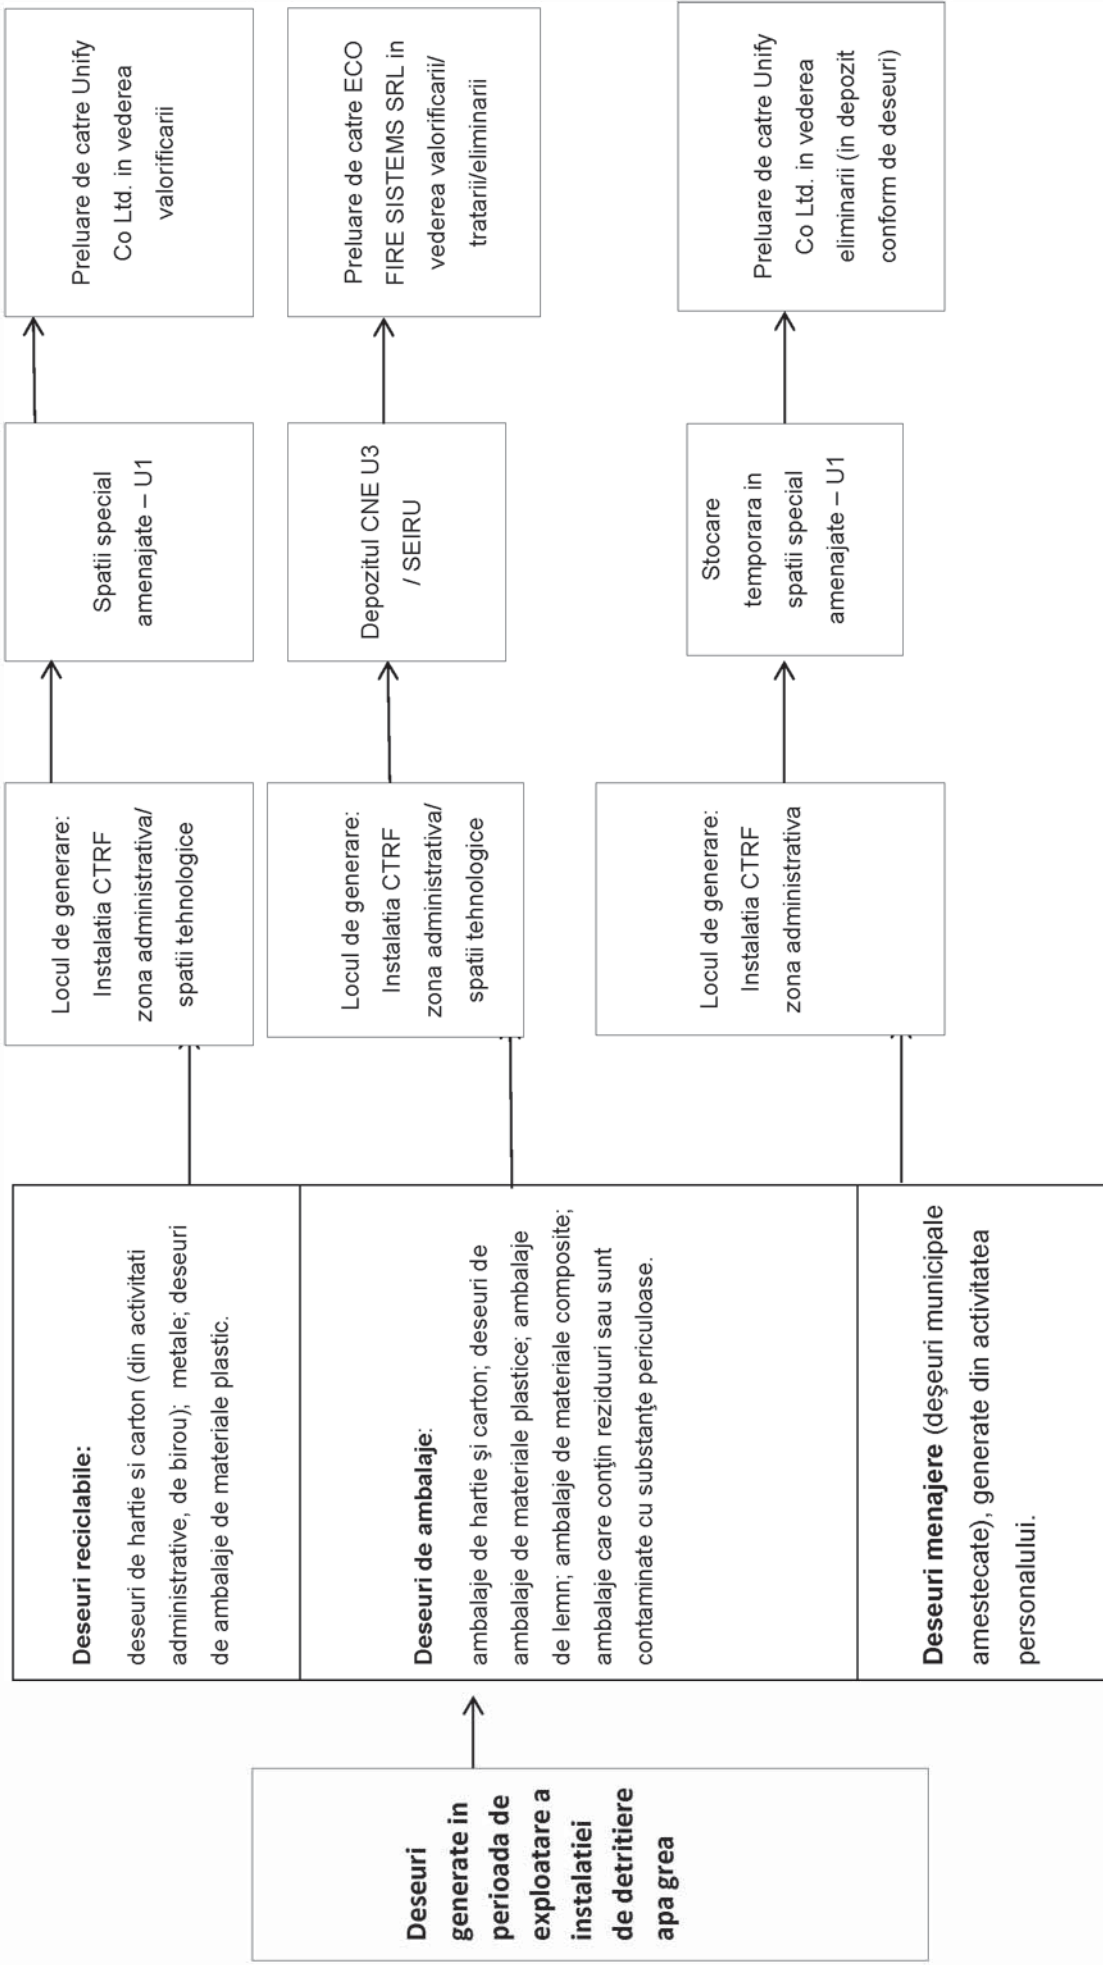 Deseuri
generate in
perioada de
exploatare a
instalatiei
de detritiere
apa grea
Deseuri reciclabile:
deseuri de hartie si carton (din activitati
administrative, de birou);  metale; deseuri
de ambalaje de materiale plastic.
Locul de generare:
Instalatia CTRF
zona administrativa/
spatii tehnologice
Spatii special
amenajate – U1
Preluare de catre Unify
Co Ltd. in vederea
valorificarii
Deseuri de ambalaje:
ambalaje de hartie şi carton; deseuri de
ambalaje de materiale plastice; ambalaje
de lemn; ambalaje de materiale composite;
ambalaje care conţin reziduuri sau sunt
contaminate cu substanţe periculoase.
Locul de generare:
Instalatia CTRF
zona administrativa/
spatii tehnologice
Depozitul CNE U3
/ SEIRU
Preluare de catre ECO
FIRE SISTEMS SRL in
vederea valorificarii/
tratarii/eliminarii
Deseuri menajere (deşeuri municipale
amestecate), generate din activitatea
personalului.
Locul de generare:
Instalatia CTRF
zona administrativa
Stocare
temporara in
spatii special
amenajate – U1
Preluare de catre Unify
Co Ltd. in vederea
eliminarii (in depozit
conform de deseuri)